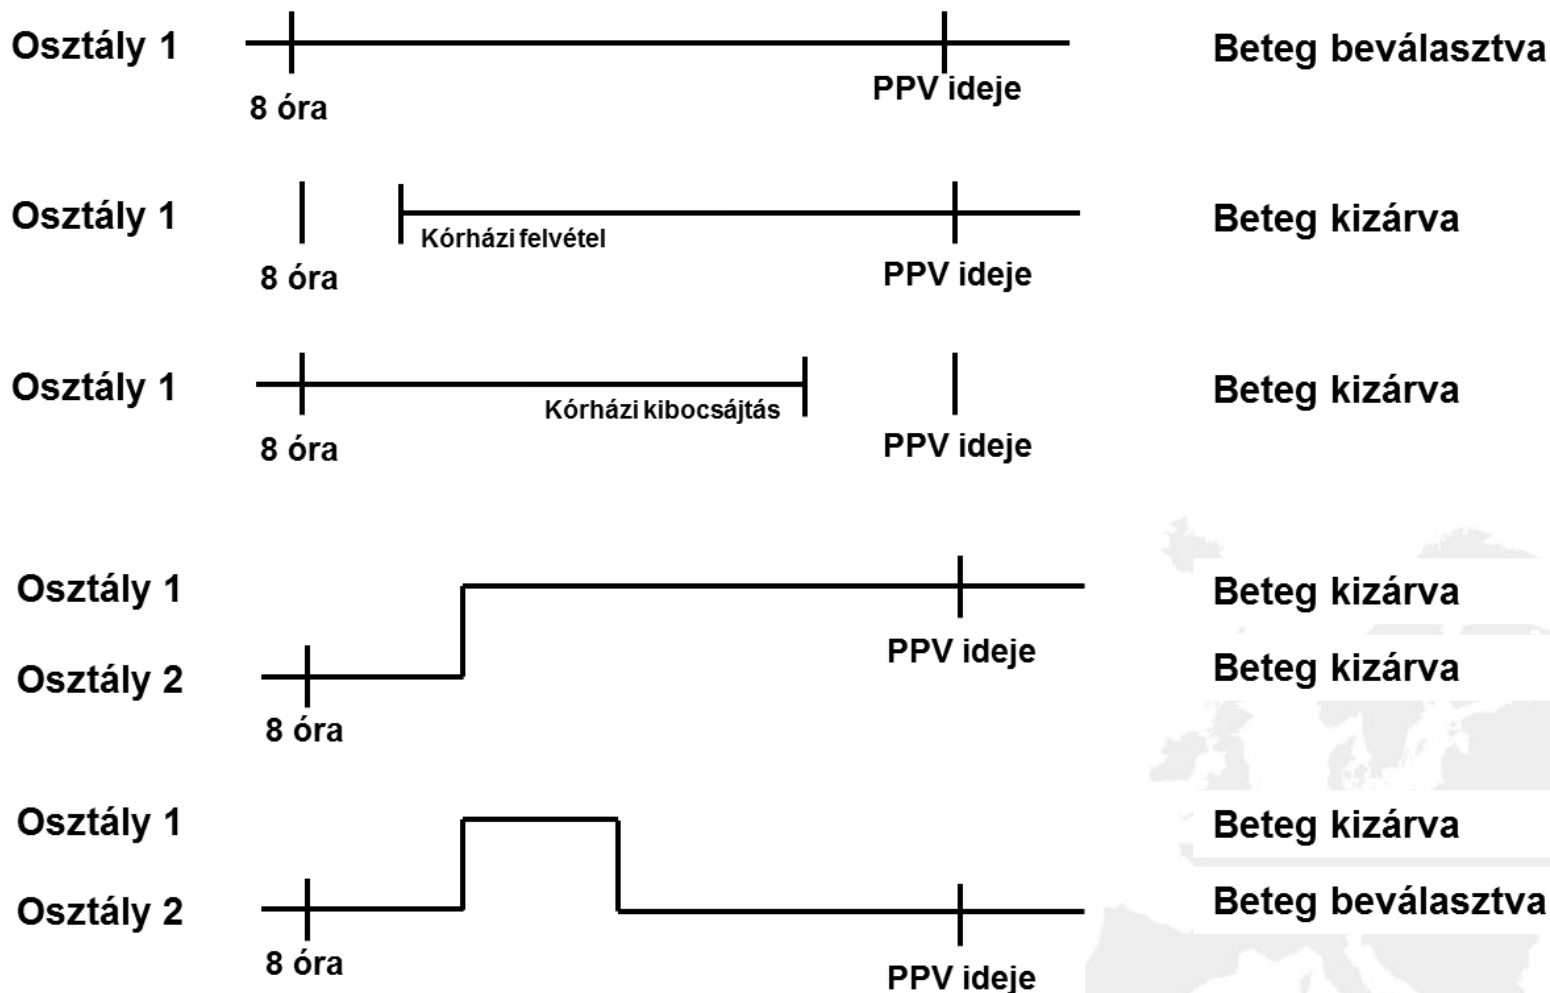 Osztály 1
Beteg beválasztva
8 óra
PPV ideje
Osztály 1
Beteg kizárva
Kórházi felvétel
8 óra
PPV ideje
Osztály 1
Beteg kizárva
Kórházi kibocsájtás
8 óra
PPV ideje
Osztály 1
Beteg kizárva
PPV ideje
Osztály 2
Beteg kizárva
8 óra
Osztály 1
Beteg kizárva
Osztály 2
Beteg beválasztva
8 óra
PPV ideje